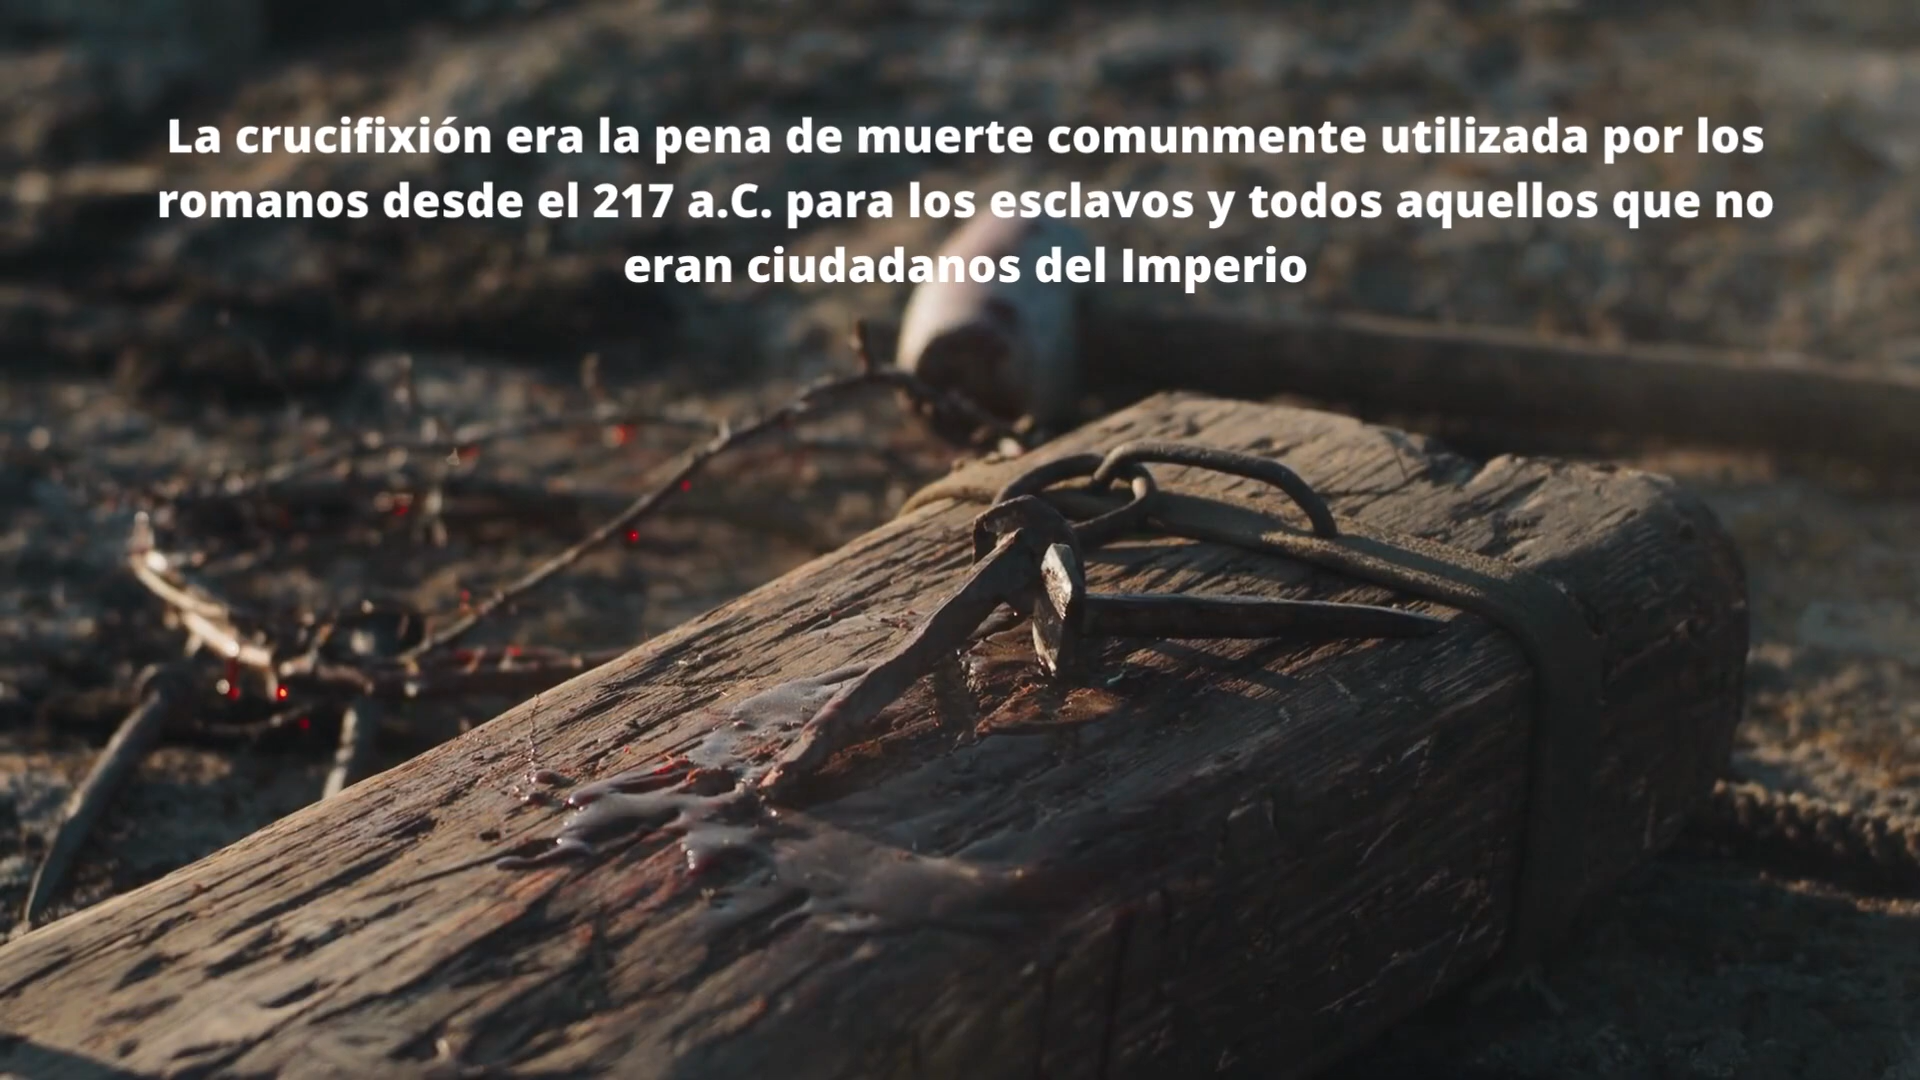 La crucifixión era la pena de muerte comunmente utilizada por los
romanos desde el 217 a.C. para los esclavos y todos aquellos que no
eran ciudadanos del Imperio